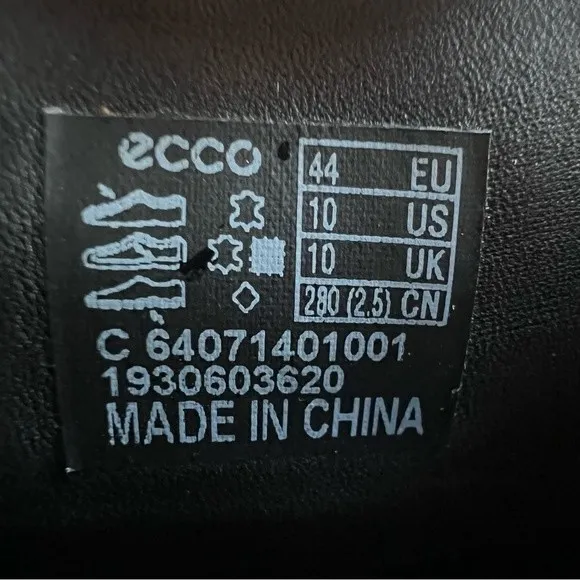 ecco
44 EU
10 US
10 UK
280 (2.5) CN
C 64071401001
1930603620
MADE IN CHINA